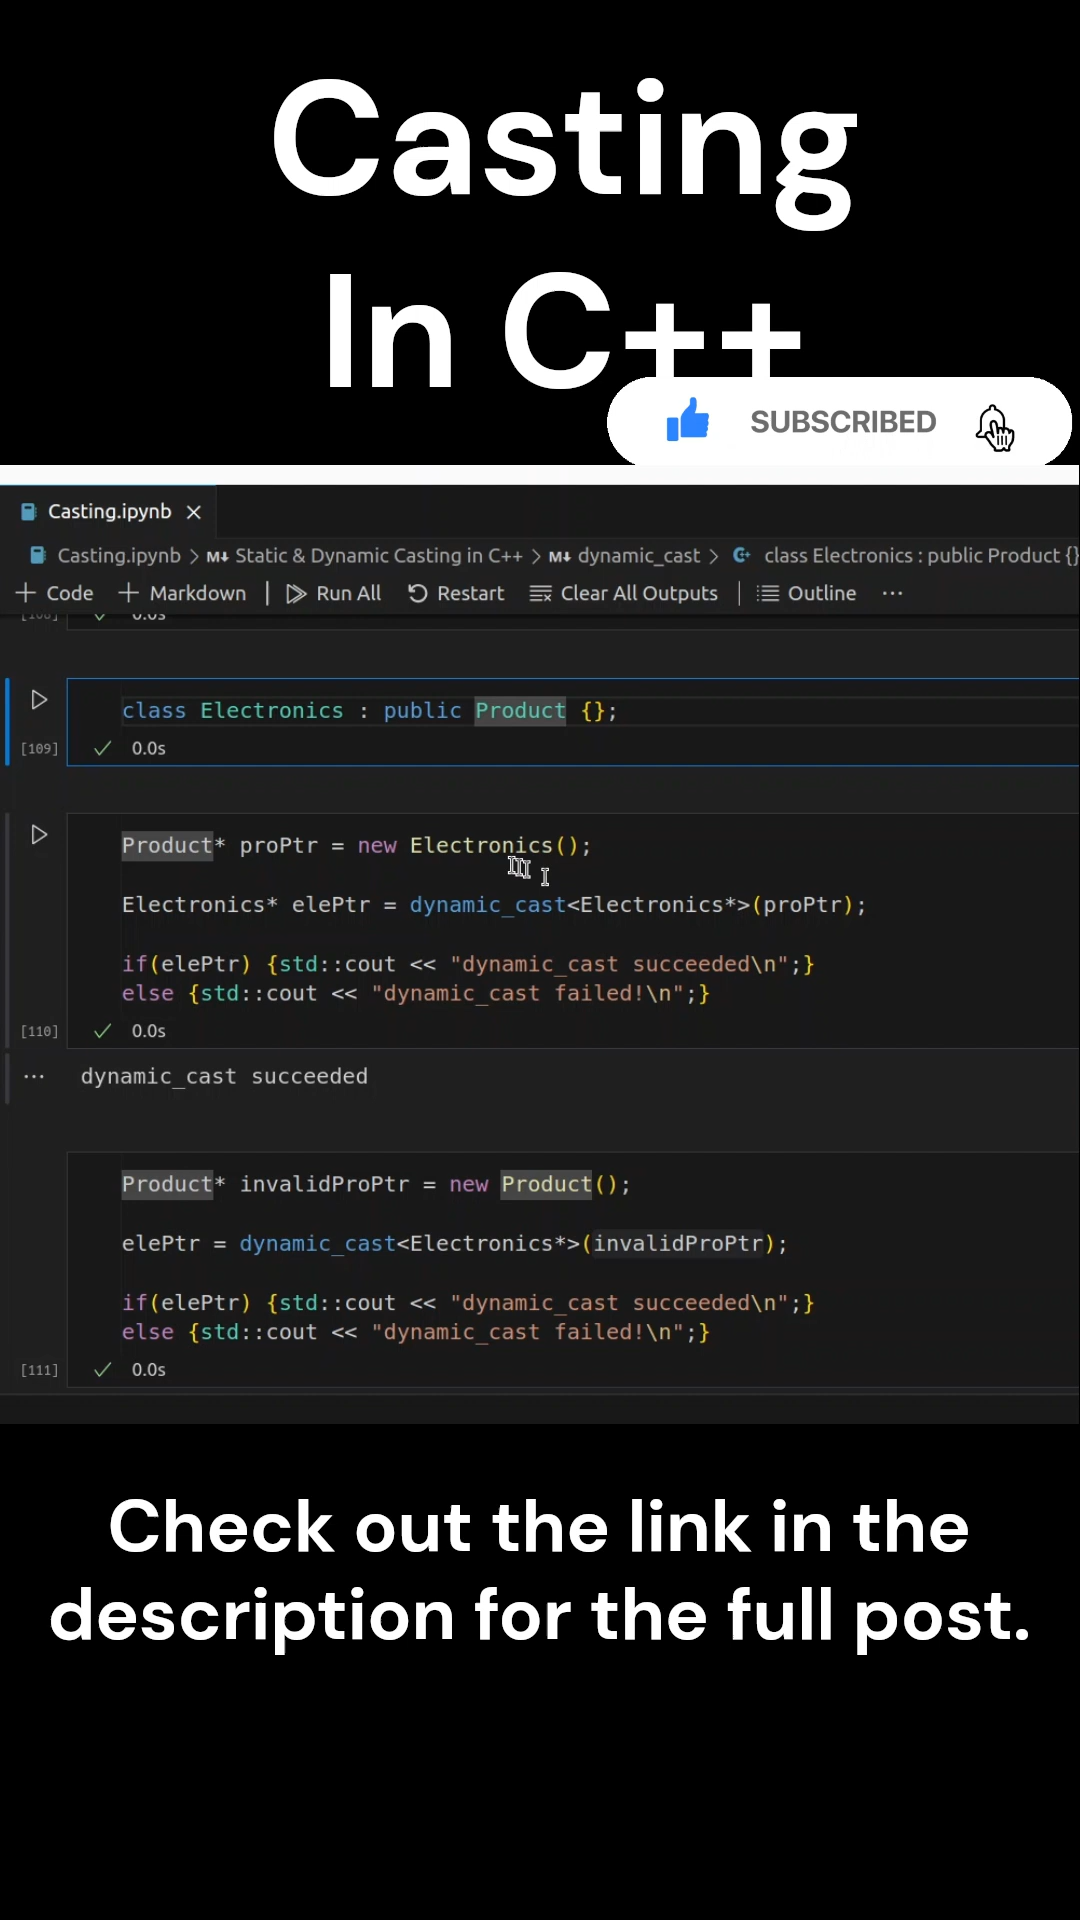 Casting
In C++
SUBSCRIBED
Casting.ipynb
Casting.ipynb > M↓ Static & Dynamic Casting in C++ > M↓ dynamic_cast > class Electronics : public Product {}
+ Code + Markdown | Run All Restart Clear All Outputs | Outline ...
0.0s
class Electronics : public Product {};
[109] 0.0s
Product* proPtr = new Electronics();
Electronics* elePtr = dynamic_cast<Electronics*>(proPtr);
if(elePtr) {std::cout << "dynamic_cast succeeded\n";}
else {std::cout << "dynamic_cast failed!\n";}
[110] 0.0s
... dynamic_cast succeeded
Product* invalidProPtr = new Product();
elePtr = dynamic_cast<Electronics*>(invalidProPtr);
if(elePtr) {std::cout << "dynamic_cast succeeded\n";}
else {std::cout << "dynamic_cast failed!\n";}
[111] 0.0s
Check out the link in the
description for the full post.